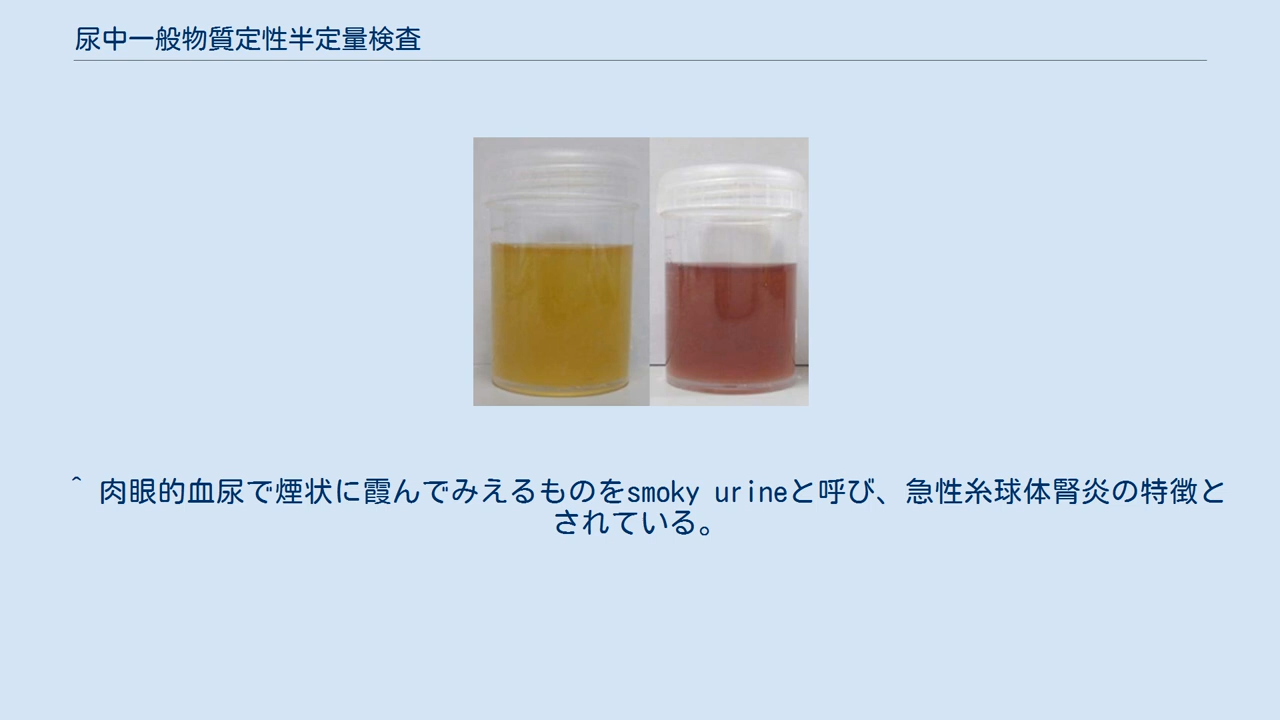 尿中一般物質定性半定量検査
^ 肉眼的血尿で煙状に霞んでみえるものをsmoky urineと呼び、急性糸球体腎炎の特徴と
されている。